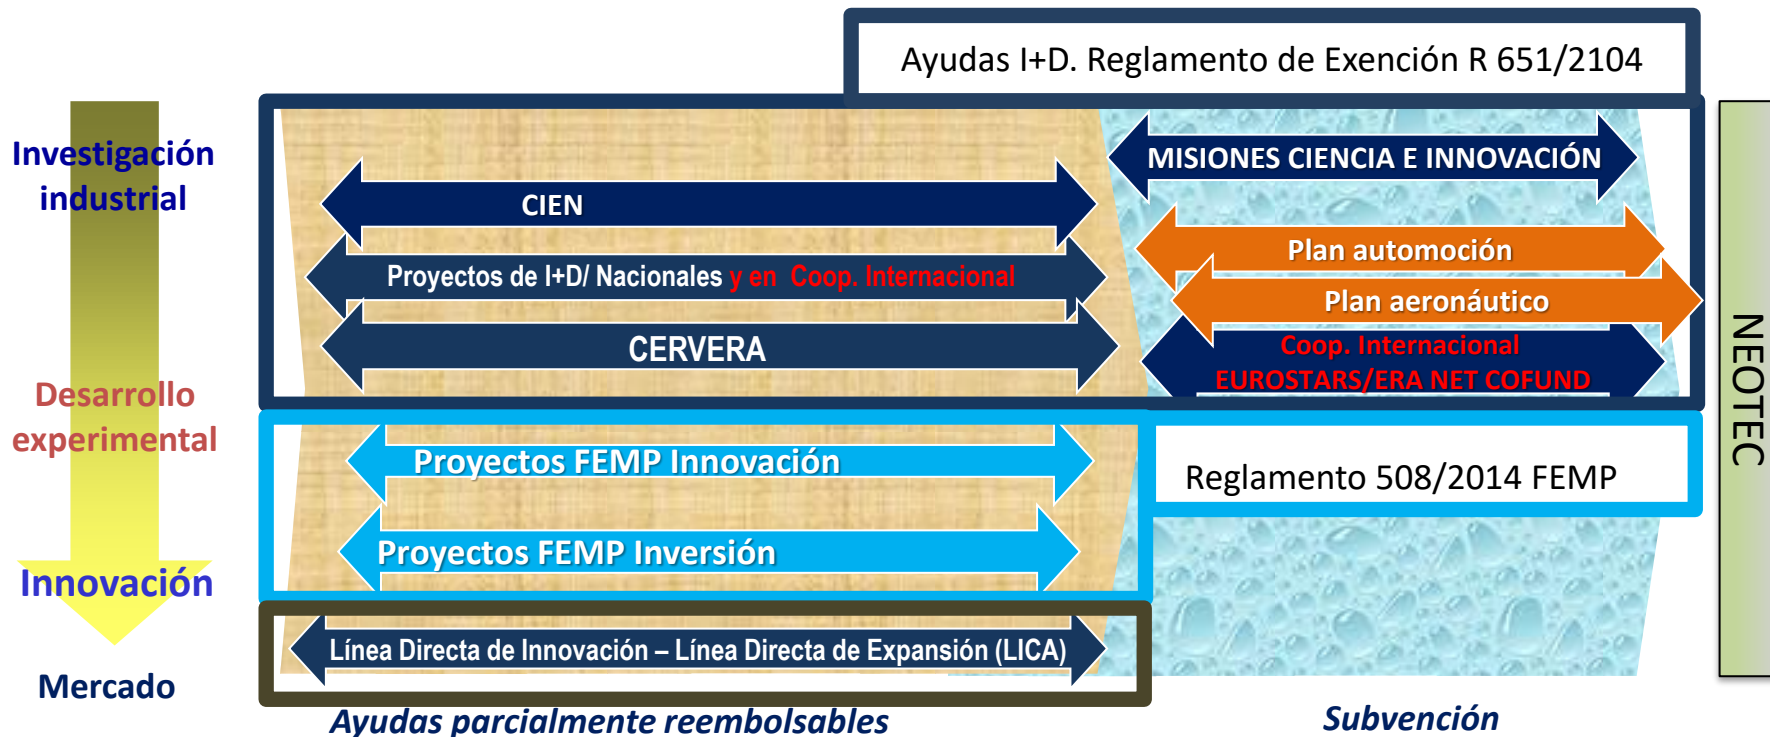 Ayudas I+D. Reglamento de Exención R 651/2104
Investigación
industrial
MISIONES CIENCIA E INNOVACIÓN
CIEN
Plan automoción
Proyectos de I+D/ Nacionales y en Coop. Internacional
Plan aeronáutico
CERVERA
Coop. Internacional
EUROSTARS/ERA NET COFUND
NEOTEC
Desarrollo
experimental
Proyectos FEMP Innovación
Reglamento 508/2014 FEMP
Proyectos FEMP Inversión
Innovación
Línea Directa de Innovación – Línea Directa de Expansión (LICA)
Mercado
Ayudas parcialmente reembolsables
Subvención